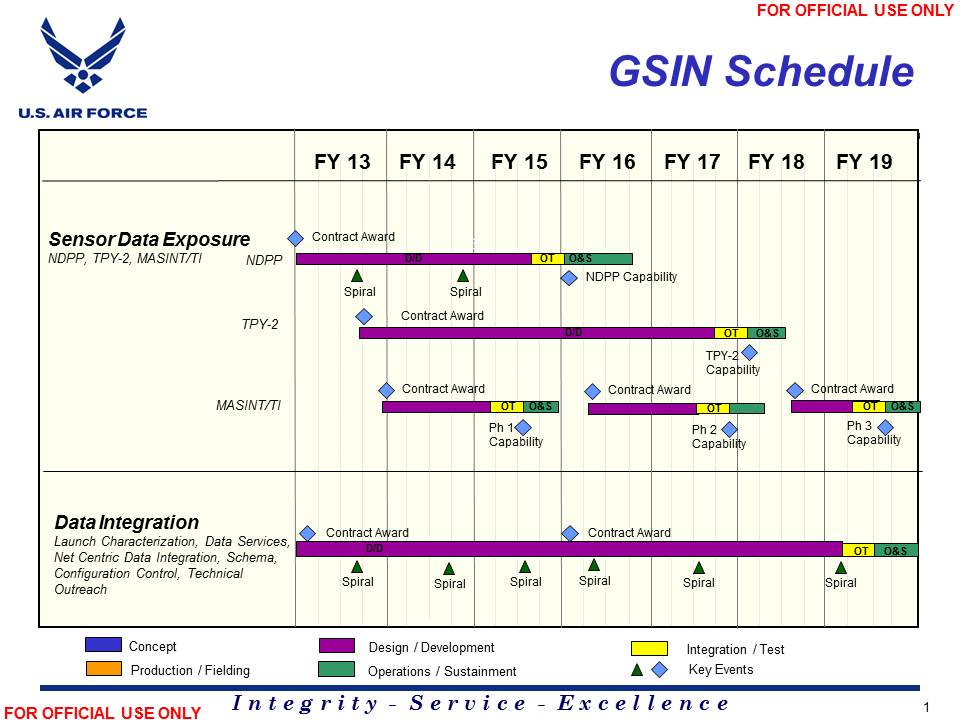 FOR OFFICIAL USE ONLY
GSIN Schedule
U.S. AIR FORCE
FY 13 FY 14 FY 15 FY 16 FY 17 FY 18 FY 19
Sensor Data Exposure
NDPP, TPY-2, MASINT/TI
Contract Award
NDPP
D/D OT O&S
NDPP Capability
Spiral Spiral
Contract Award
TPY-2
D/D OT O&S
TPY-2
Capability
Contract Award Contract Award Contract Award
MASINT/TI
OT O&S OT OT O&S
Ph 1 Ph 2 Ph 3
Capability Capability Capability
Data Integration
Launch Characterization, Data Services,
Net Centric Data Integration, Schema,
Configuration Control, Technical
Outreach
Contract Award Contract Award
D/D OT O&S
Spiral Spiral Spiral Spiral Spiral Spiral
Concept Design / Development Integration / Test
Production / Fielding Operations / Sustainment Key Events
Integrity - Service - Excellence
FOR OFFICIAL USE ONLY
1